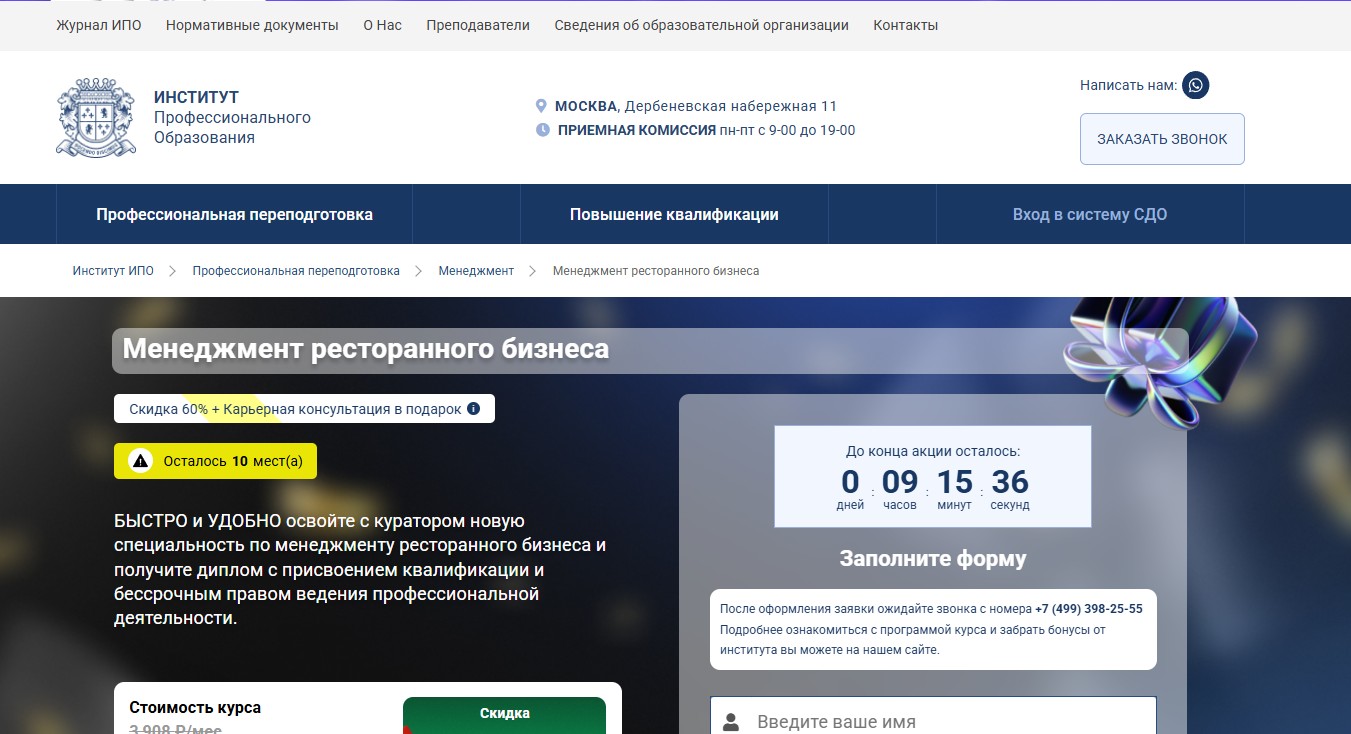 Журнал ИПО Нормативные документы О Нас Преподаватели Сведения об образовательной организации Контакты
ИНСТИТУТ
Профессионального
Образования
МОСКВА, Дербеневская набережная 11
ПРИЕМНАЯ КОМИССИЯ пн-пт с 9-00 до 19-00
Написать нам:
ЗАКАЗАТЬ ЗВОНОК
Профессиональная переподготовка Повышение квалификации Вход в систему СДО
Институт ИПО Профессиональная переподготовка Менеджмент Менеджмент ресторанного бизнеса
Менеджмент ресторанного бизнеса
Скидка 60% + Карьерная консультация в подарок
Осталось 10 мест(а)
БЫСТРО и УДОБНО освойте с куратором новую
специальность по менеджменту ресторанного бизнеса и
получите диплом с присвоением квалификации и
бессрочным правом ведения профессиональной
деятельности.
Стоимость курса
3 908 ₽/мес
Скидка
До конца акции осталось:
0 : 09 : 15 : 36
дней часов минут секунд
Заполните форму
После оформления заявки ожидайте звонка с номера +7 (499) 398-25-55
Подробнее ознакомиться с программой курса и забрать бонусы от
института вы можете на нашем сайте.
Введите ваше имя